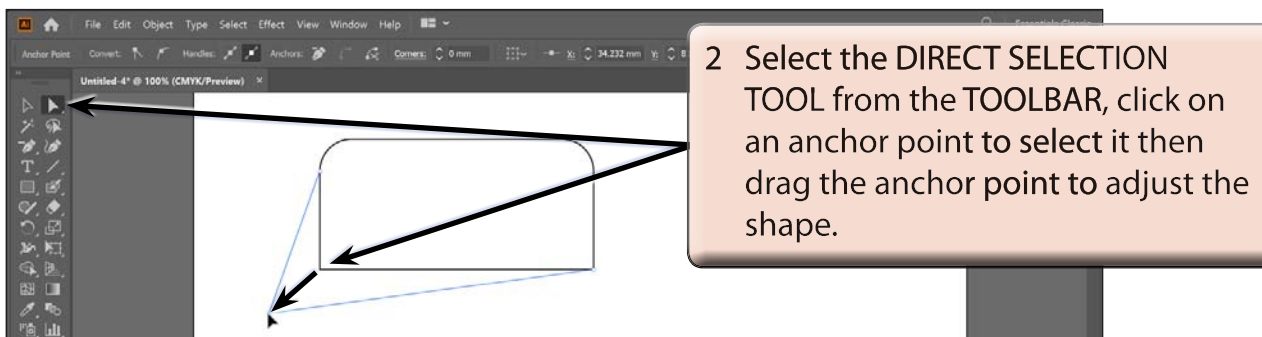 Ai File Edit Object Type Select Effect View Window Help
Anchor Point Convert: Handles: Anchors: Corners: 0 mm X: 34.232 mm Y: 8
Untitled-4* @ 100% (CMYK/Preview) ×
2 Select the DIRECT SELECTION
TOOL from the TOOLBAR, click on
an anchor point to select it then
drag the anchor point to adjust the
shape.